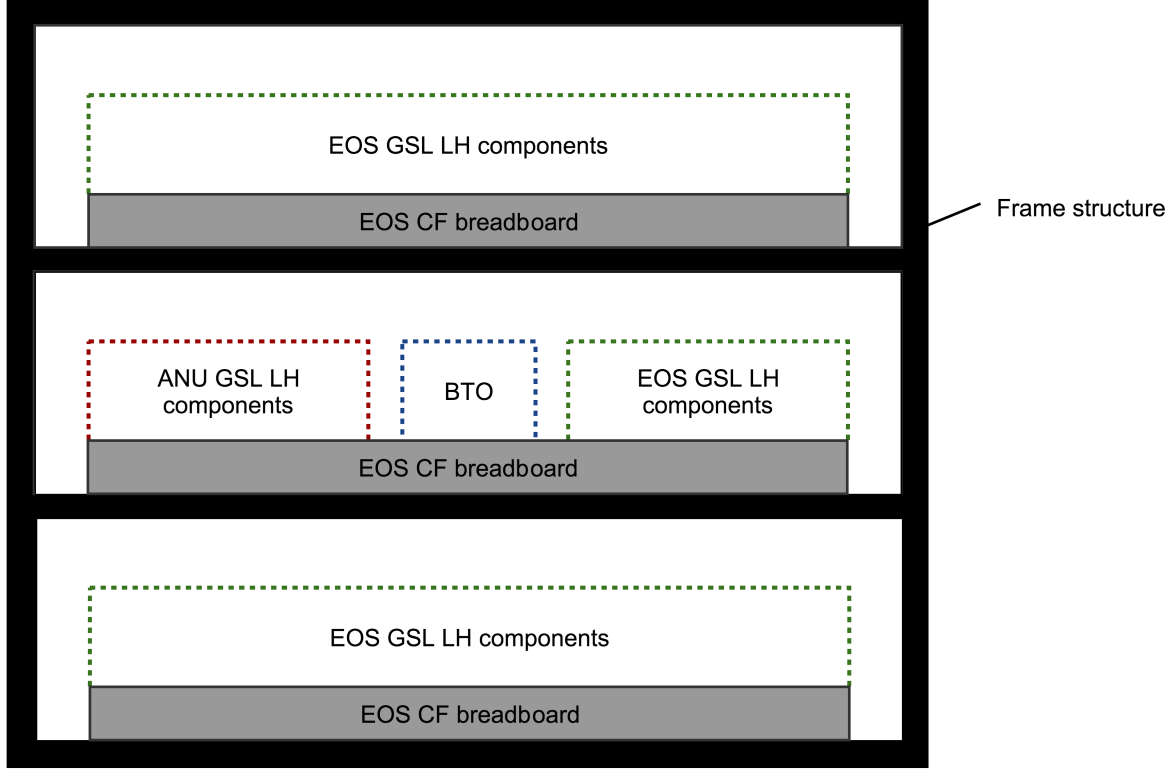 EOS GSL LH components
EOS CF breadboard
Frame structure
ANU GSL LH
components
BTO
EOS GSL LH
components
EOS CF breadboard
EOS GSL LH components
EOS CF breadboard